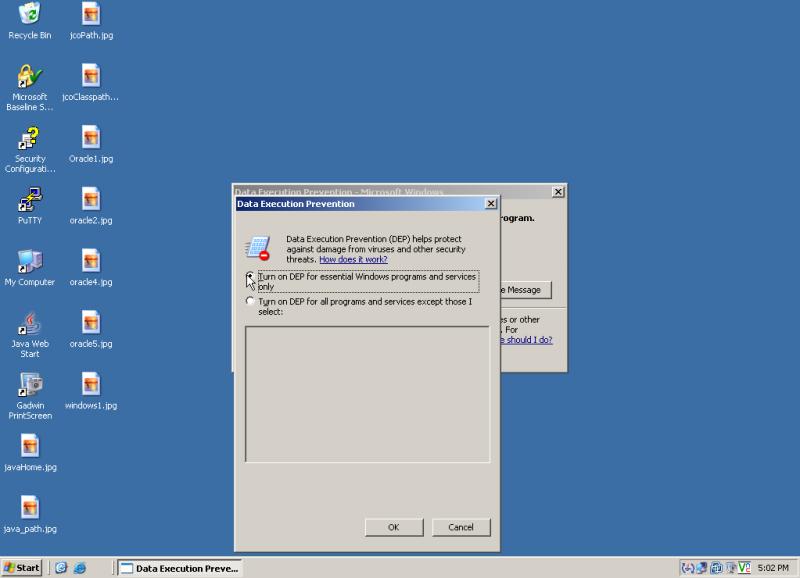 Recycle Bin
jcoPath.jpg
Microsoft
Baseline S...
jcoClasspath...
Security
Configurati...
Oracle1.jpg
PuTTY
oracle2.jpg
My Computer
oracle4.jpg
Java Web
Start
oracle5.jpg
Gadwin
PrintScreen
windows1.jpg
javaHome.jpg
java_path.jpg
Data Execution Prevention - Microsoft Windows
rogram.
e Message
es or other
. For
e should I do?
Data Execution Prevention
Data Execution Prevention (DEP) helps protect
against damage from viruses and other security
threats. How does it work?
Turn on DEP for essential Windows programs and services
only
Turn on DEP for all programs and services except those I
select:
OK
Cancel
Start
Data Execution Preve...
5:02 PM